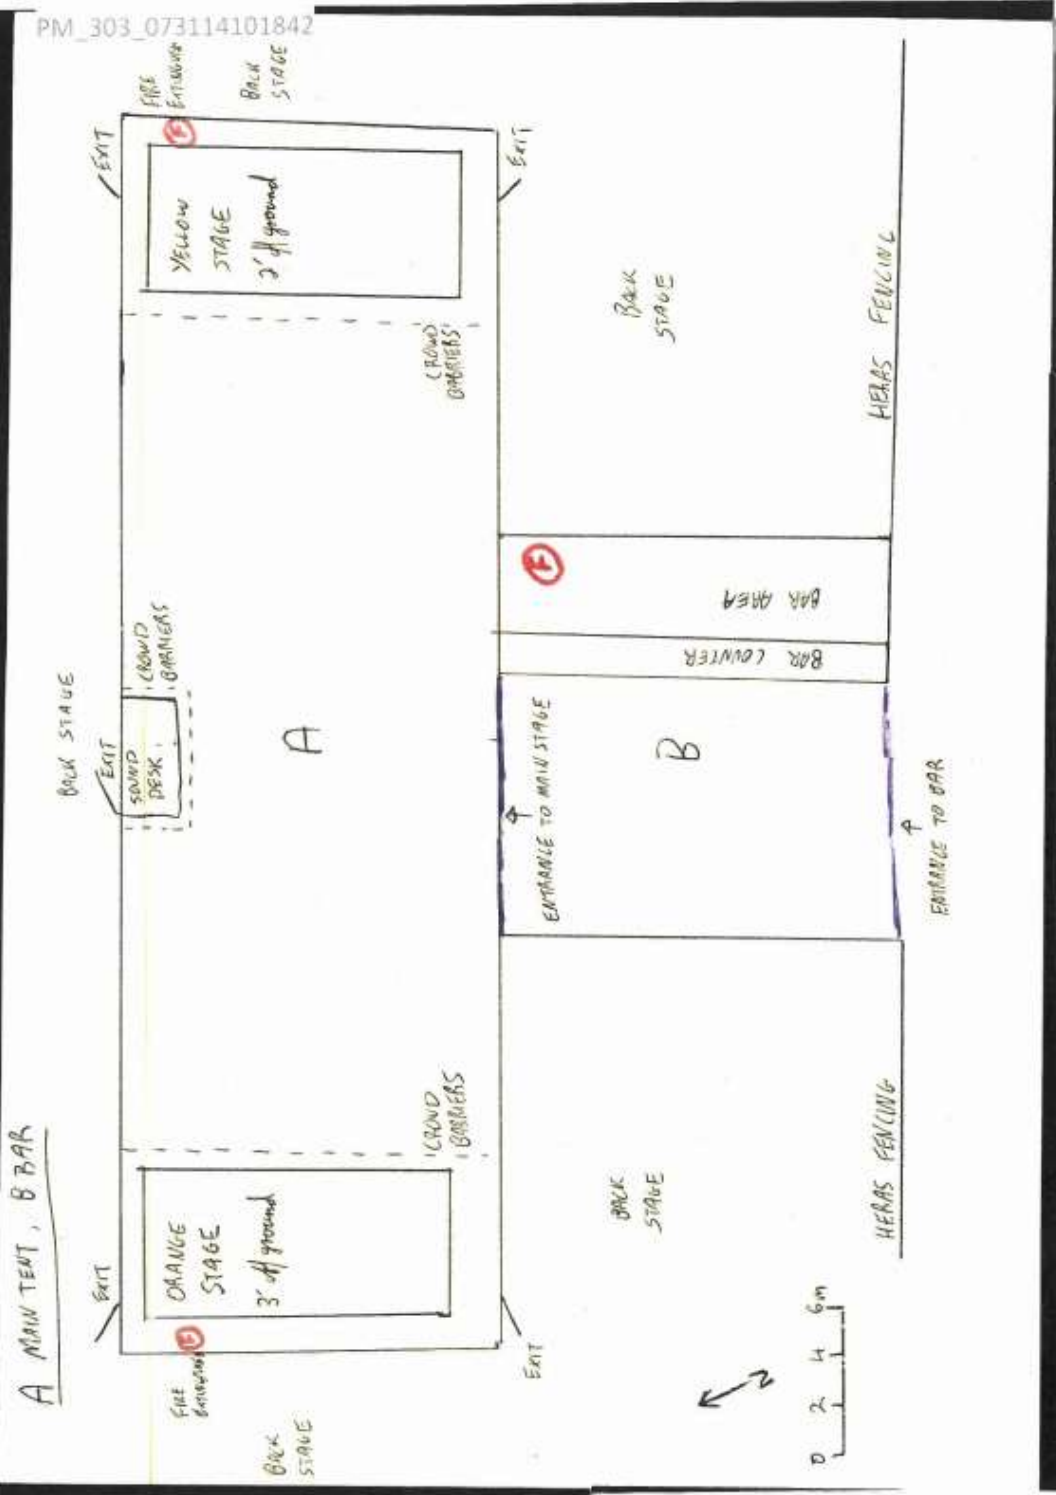 PM_303_073114101842
A MAIN TENT, B BAR
BACK STAGE
EXIT
EXIT
EXIT
SOUND
DESK
CROWD
BARRIERS
FIRE
F
BACK
STAGE
ORANGE
STAGE
3' off ground
CROWD
BARRIERS
A
YELLOW
STAGE
2' off ground
CROWD
BARRIERS
FIRE
EXTINGUISHER
F
BACK
STAGE
EXIT
EXIT
ENTRANCE TO MAIN STAGE
F
BACK
STAGE
B
BAR COUNTER
BAR AREA
BACK
STAGE
HERAS FENCING
HERAS FENCING
ENTRANCE TO BAR
N
0 2 4 6m